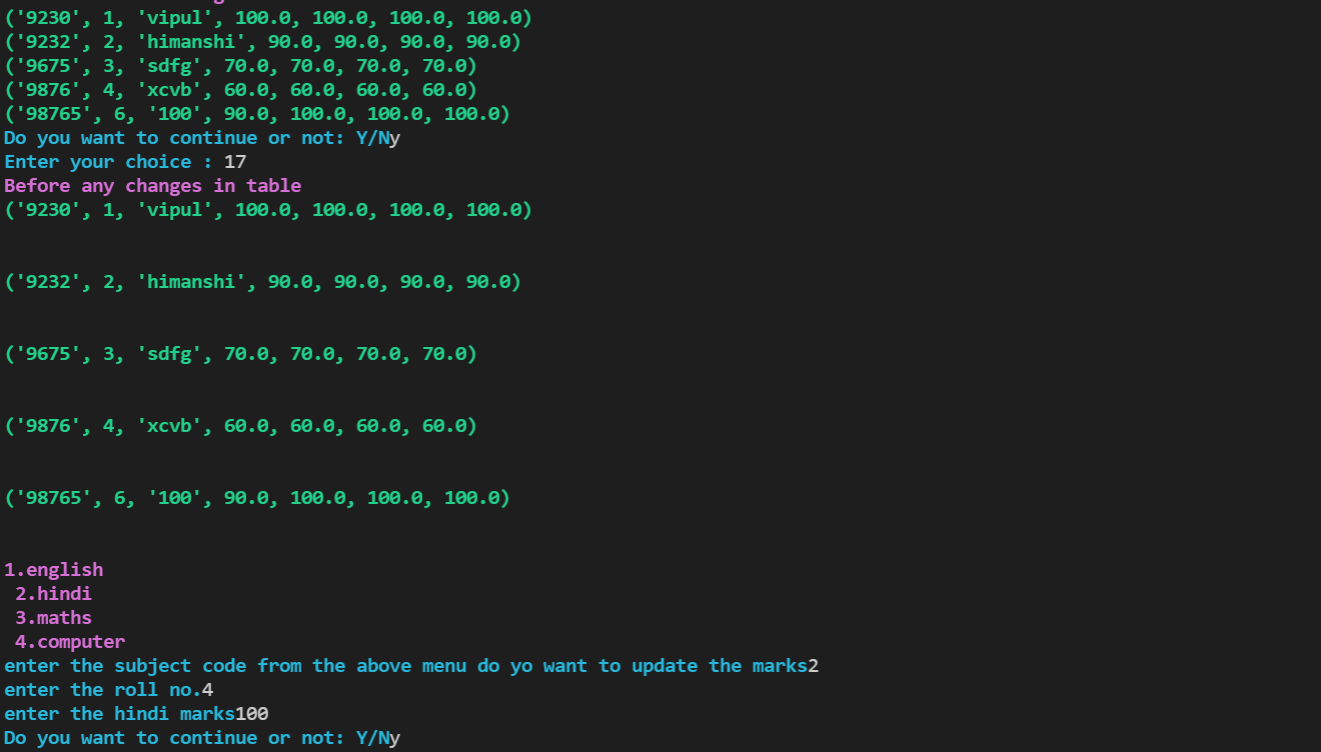 ('9230', 1, 'vipul', 100.0, 100.0, 100.0, 100.0)
('9232', 2, 'himanshi', 90.0, 90.0, 90.0, 90.0)
('9675', 3, 'sdfg', 70.0, 70.0, 70.0, 70.0)
('9876', 4, 'xcvb', 60.0, 60.0, 60.0, 60.0)
('98765', 6, '100', 90.0, 100.0, 100.0, 100.0)
Do you want to continue or not: Y/Ny
Enter your choice : 17
Before any changes in table
('9230', 1, 'vipul', 100.0, 100.0, 100.0, 100.0)
('9232', 2, 'himanshi', 90.0, 90.0, 90.0, 90.0)
('9675', 3, 'sdfg', 70.0, 70.0, 70.0, 70.0)
('9876', 4, 'xcvb', 60.0, 60.0, 60.0, 60.0)
('98765', 6, '100', 90.0, 100.0, 100.0, 100.0)
1.english
2.hindi
3.maths
4.computer
enter the subject code from the above menu do yo want to update the marks2
enter the roll no.4
enter the hindi marks100
Do you want to continue or not: Y/Ny